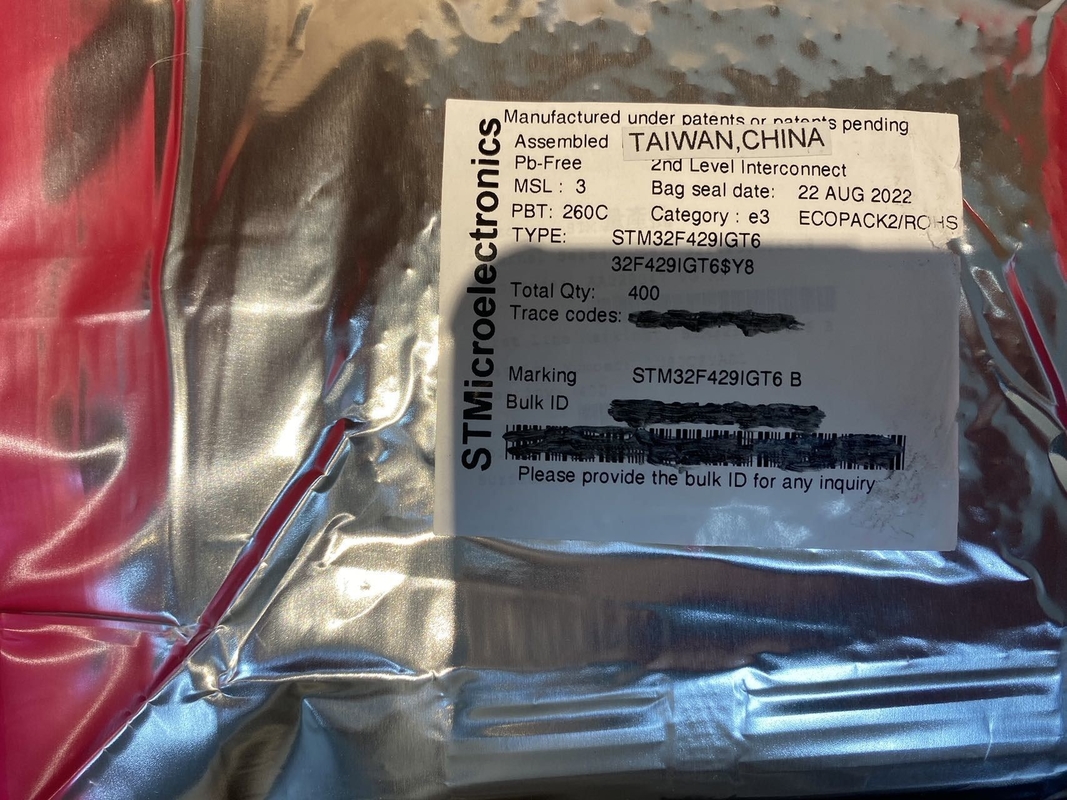 STMicroelectronics
Manufactured under patents or patents pending
Assembled TAIWAN,CHINA
Pb-Free 2nd Level Interconnect
MSL : 3 Bag seal date: 22 AUG 2022
PBT: 260C Category : e3 ECOPACK2/ROHS
TYPE: STM32F429IGT6
32F429IGT6$Y8
Total Qty: 400
Trace codes:
Marking STM32F429IGT6 B
Bulk ID
Please provide the bulk ID for any inquiry